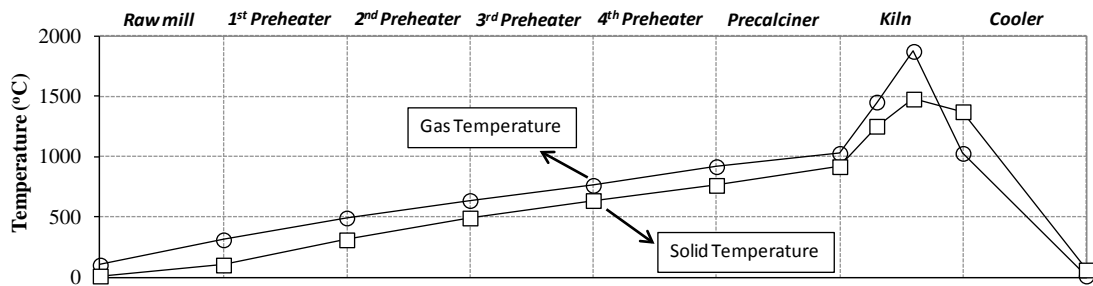 Raw mill 1st Preheater 2nd Preheater 3rd Preheater 4th Preheater Precalciner Kiln Cooler
2000
1500
1000
500
0
Temperature (°C)
Gas Temperature
Solid Temperature